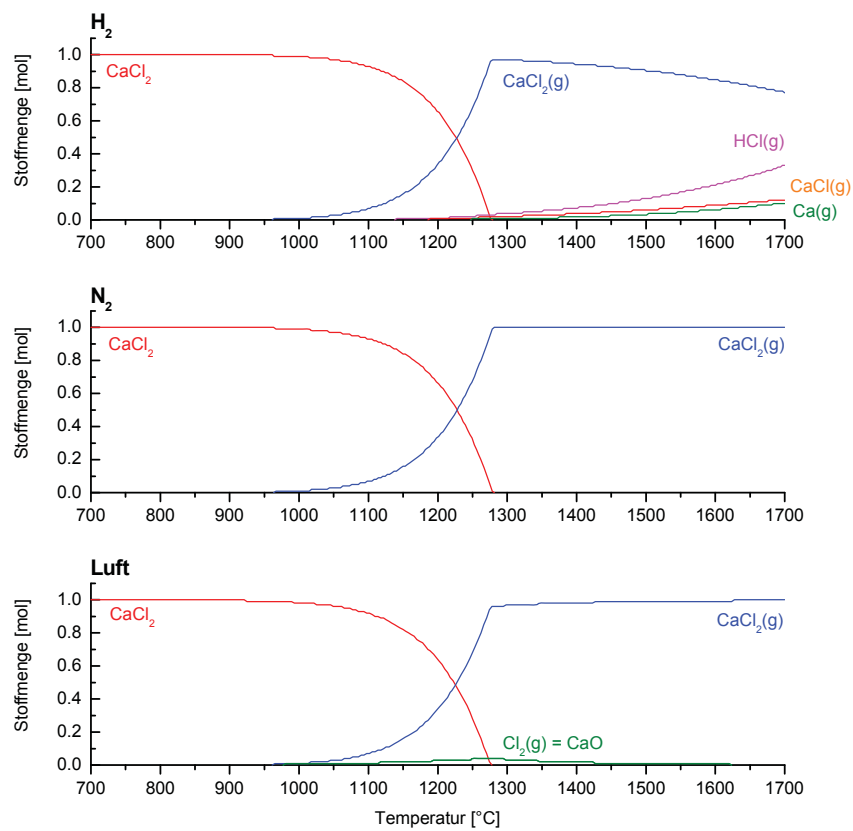 H₂
Stoffmenge [mol]
1.0
0.8
0.6
0.4
0.2
0.0
CaCl₂
CaCl₂(g)
HCl(g)
CaCl(g)
Ca(g)
700 800 900 1000 1100 1200 1300 1400 1500 1600 1700
N₂
Stoffmenge [mol]
1.0
0.8
0.6
0.4
0.2
0.0
CaCl₂
CaCl₂(g)
700 800 900 1000 1100 1200 1300 1400 1500 1600 1700
Luft
Stoffmenge [mol]
1.0
0.8
0.6
0.4
0.2
0.0
CaCl₂
CaCl₂(g)
Cl₂(g) = CaO
700 800 900 1000 1100 1200 1300 1400 1500 1600 1700
Temperatur [°C]